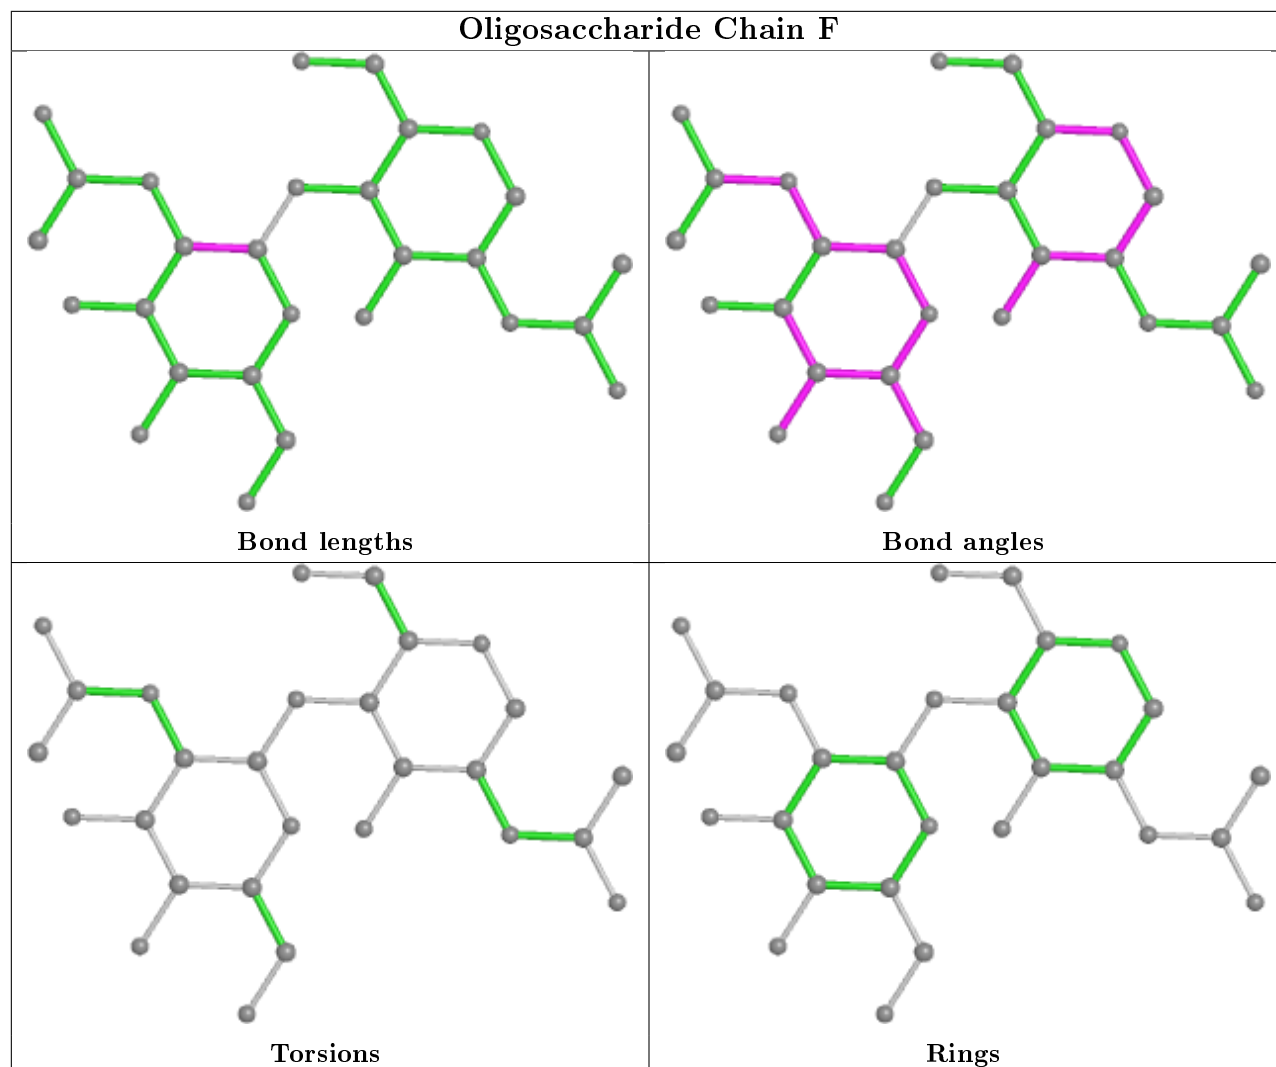 Oligosaccharide Chain F
Bond lengths
Bond angles
Torsions
Rings